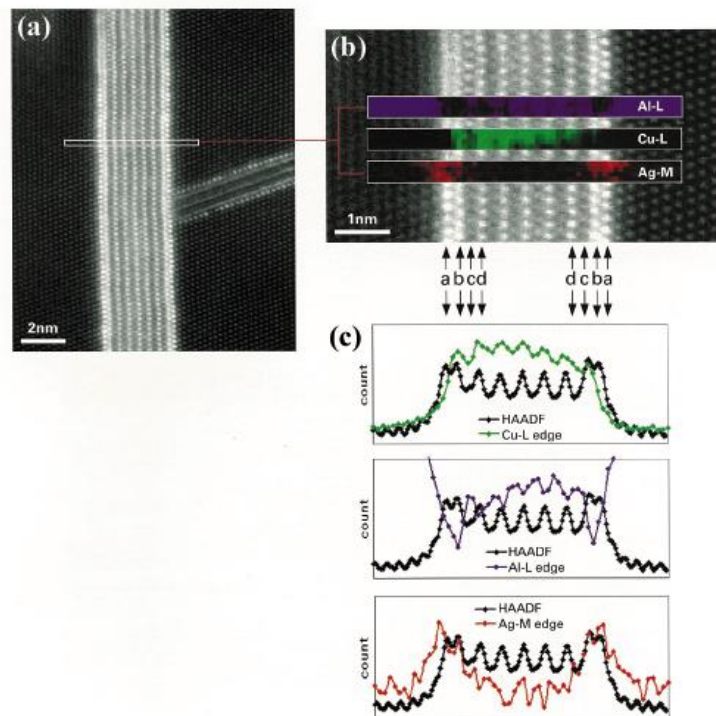 (a)
2nm
(b)
Al-L
Cu-L
Ag-M
1nm
a b c d d c b a
(c)
count
HAADF
Cu-L edge
count
HAADF
Al-L edge
count
HAADF
Ag-M edge